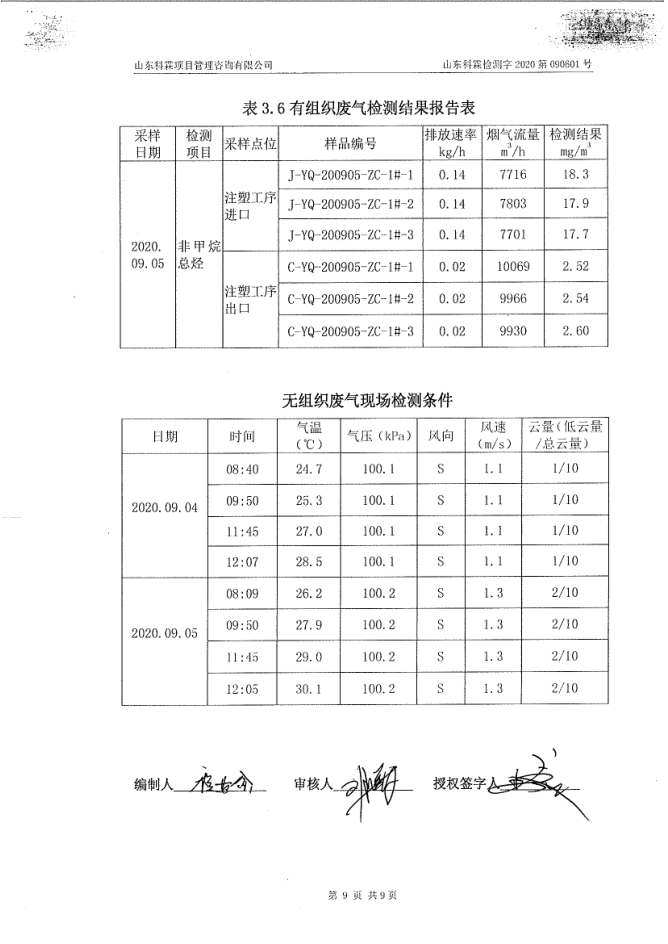 山东科霖项目管理咨询有限公司 山东科霖检测字 2020 第 090601 号
表 3.6 有组织废气检测结果报告表
采样日期 检测项目 采样点位 样品编号 排放速率 kg/h 烟气流量 m³/h 检测结果 mg/m³
2020.09.05 非甲烷总烃 注塑工序进口 J-YQ-200905-ZC-1#-1 0.14 7716 18.3
J-YQ-200905-ZC-1#-2 0.14 7803 17.9
J-YQ-200905-ZC-1#-3 0.14 7701 17.7
注塑工序出口 C-YQ-200905-ZC-1#-1 0.02 10069 2.52
C-YQ-200905-ZC-1#-2 0.02 9966 2.54
C-YQ-200905-ZC-1#-3 0.02 9930 2.60
无组织废气现场检测条件
日期 时间 气温(℃) 气压(kPa) 风向 风速(m/s) 云量(低云量/总云量)
2020.09.04 08:40 24.7 100.1 S 1.1 1/10
09:50 25.3 100.1 S 1.1 1/10
11:45 27.0 100.1 S 1.1 1/10
12:07 28.5 100.1 S 1.1 1/10
2020.09.05 08:09 26.2 100.2 S 1.3 2/10
09:50 27.9 100.2 S 1.3 2/10
11:45 29.0 100.2 S 1.3 2/10
12:05 30.1 100.2 S 1.3 2/10
编制人 审核人 授权签字人
第 9 页 共 9 页